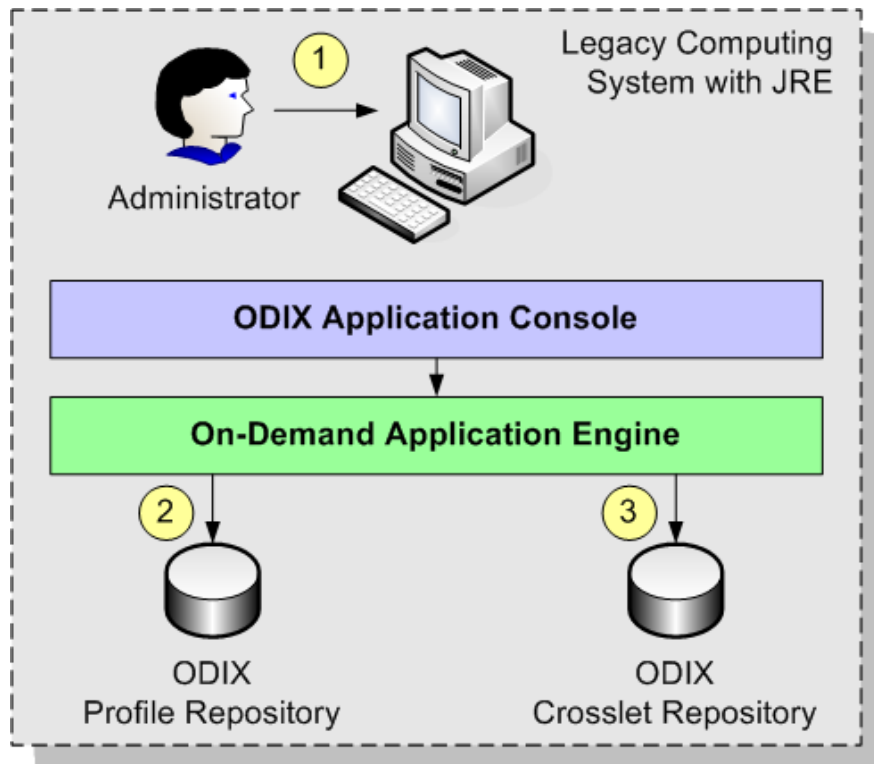 1
Legacy Computing
System with JRE
Administrator
ODIX Application Console
On-Demand Application Engine
2
3
ODIX
Profile Repository
ODIX
Crosslet Repository